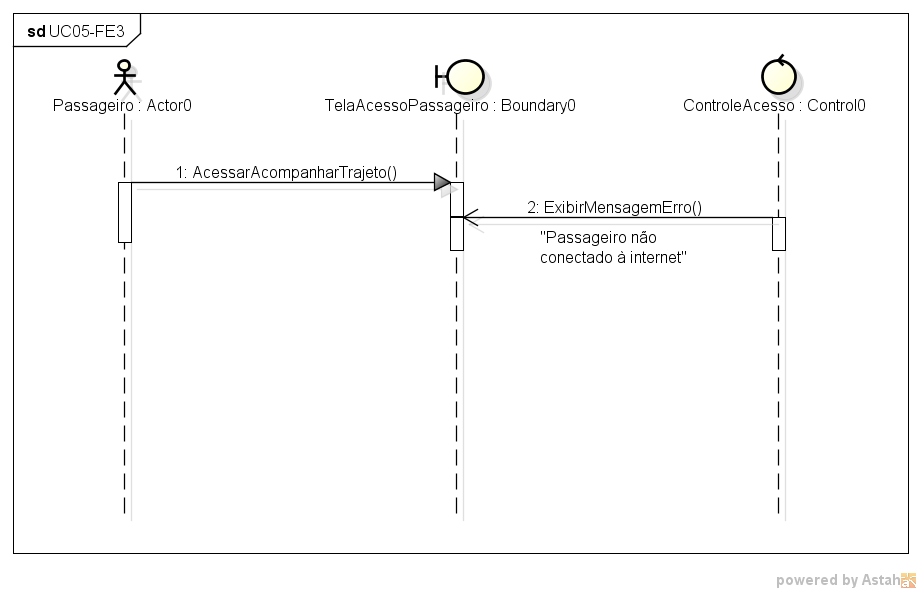 sd UC05-FE3
Passageiro : Actor0
TelaAcessoPassageiro : Boundary0
ControleAcesso : Control0
1: AcessarAcompanharTrajeto()
2: ExibirMensagemErro()
"Passageiro não
conectado à internet"
powered by Astah